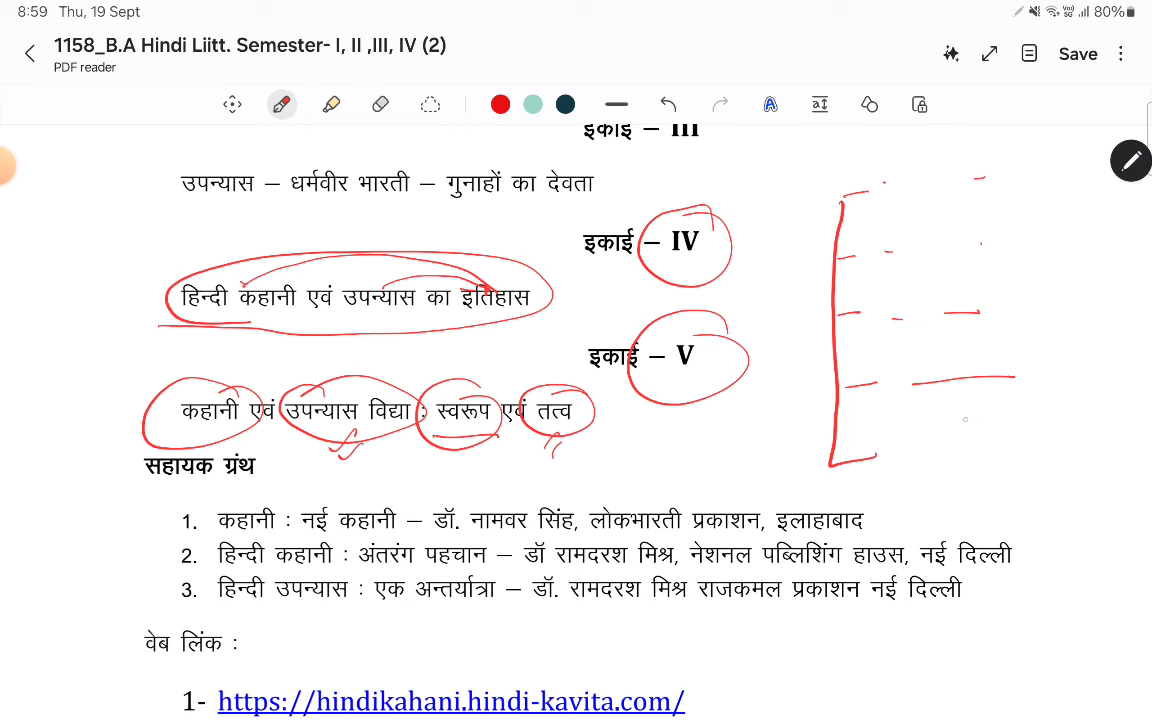 8:59 Thu, 19 Sept
80%
1158_B.A Hindi Liitt. Semester- I, II ,III, IV (2)
PDF reader
Save
इकाई – III
उपन्यास – धर्मवीर भारती – गुनाहों का देवता
इकाई – IV
हिन्दी कहानी एवं उपन्यास का इतिहास
इकाई – V
कहानी एवं उपन्यास विद्या : स्वरूप एवं तत्व
सहायक ग्रंथ
1. कहानी : नई कहानी – डॉ. नामवर सिंह, लोकभारती प्रकाशन, इलाहाबाद
2. हिन्दी कहानी : अंतरंग पहचान – डॉ रामदरश मिश्र, नेशनल पब्लिशिंग हाउस, नई दिल्ली
3. हिन्दी उपन्यास : एक अन्तर्यात्रा – डॉ. रामदरश मिश्र राजकमल प्रकाशन नई दिल्ली
वेब लिंक :
1- https://hindikahani.hindi-kavita.com/